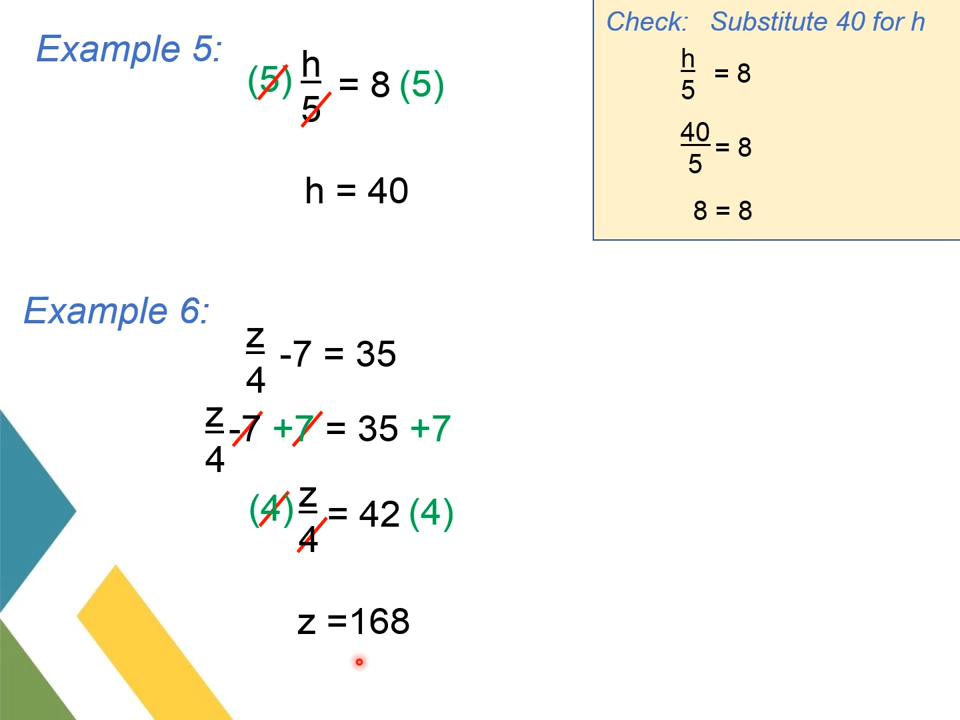 Example 5:
(5) h/5 = 8 (5)
h = 40
Check: Substitute 40 for h
h/5 = 8
40/5 = 8
8 = 8
Example 6:
z/4 -7 = 35
z/4 -7 +7 = 35 +7
(4) z/4 = 42 (4)
z =168